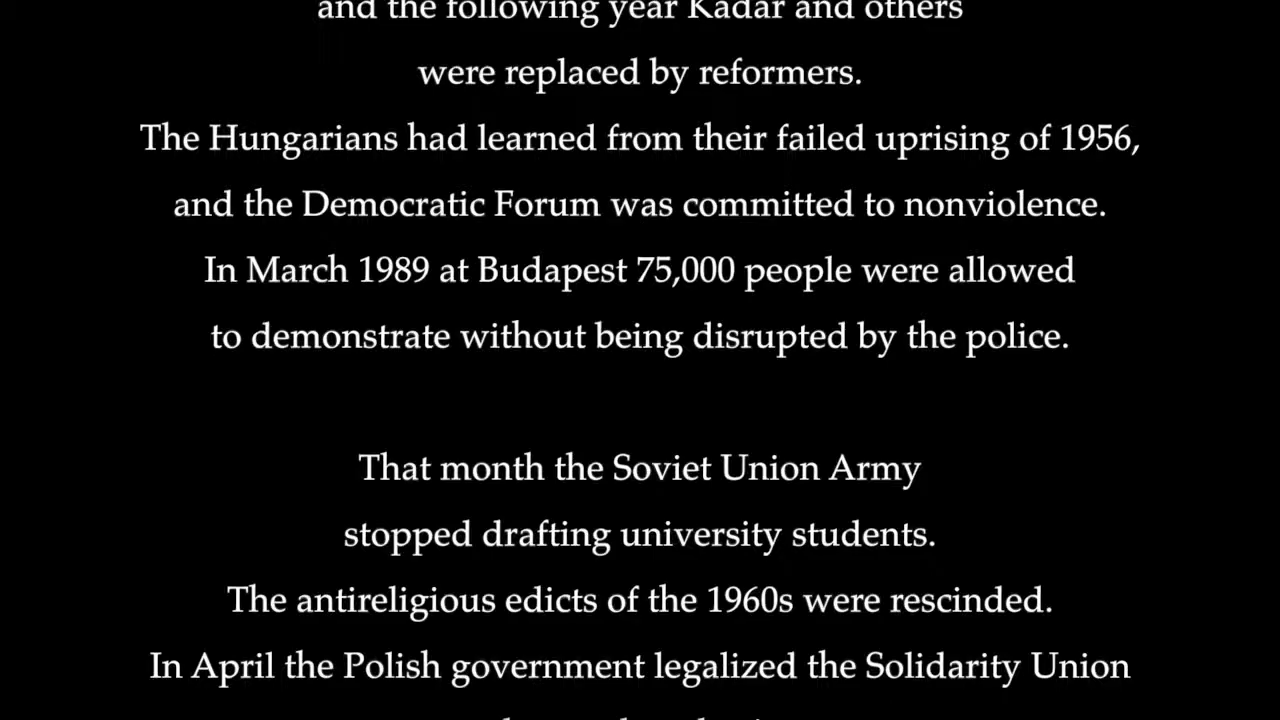 and the following year Kadar and others
were replaced by reformers.
The Hungarians had learned from their failed uprising of 1956,
and the Democratic Forum was committed to nonviolence.
In March 1989 at Budapest 75,000 people were allowed
to demonstrate without being disrupted by the police.
That month the Soviet Union Army
stopped drafting university students.
The antireligious edicts of the 1960s were rescinded.
In April the Polish government legalized the Solidarity Union